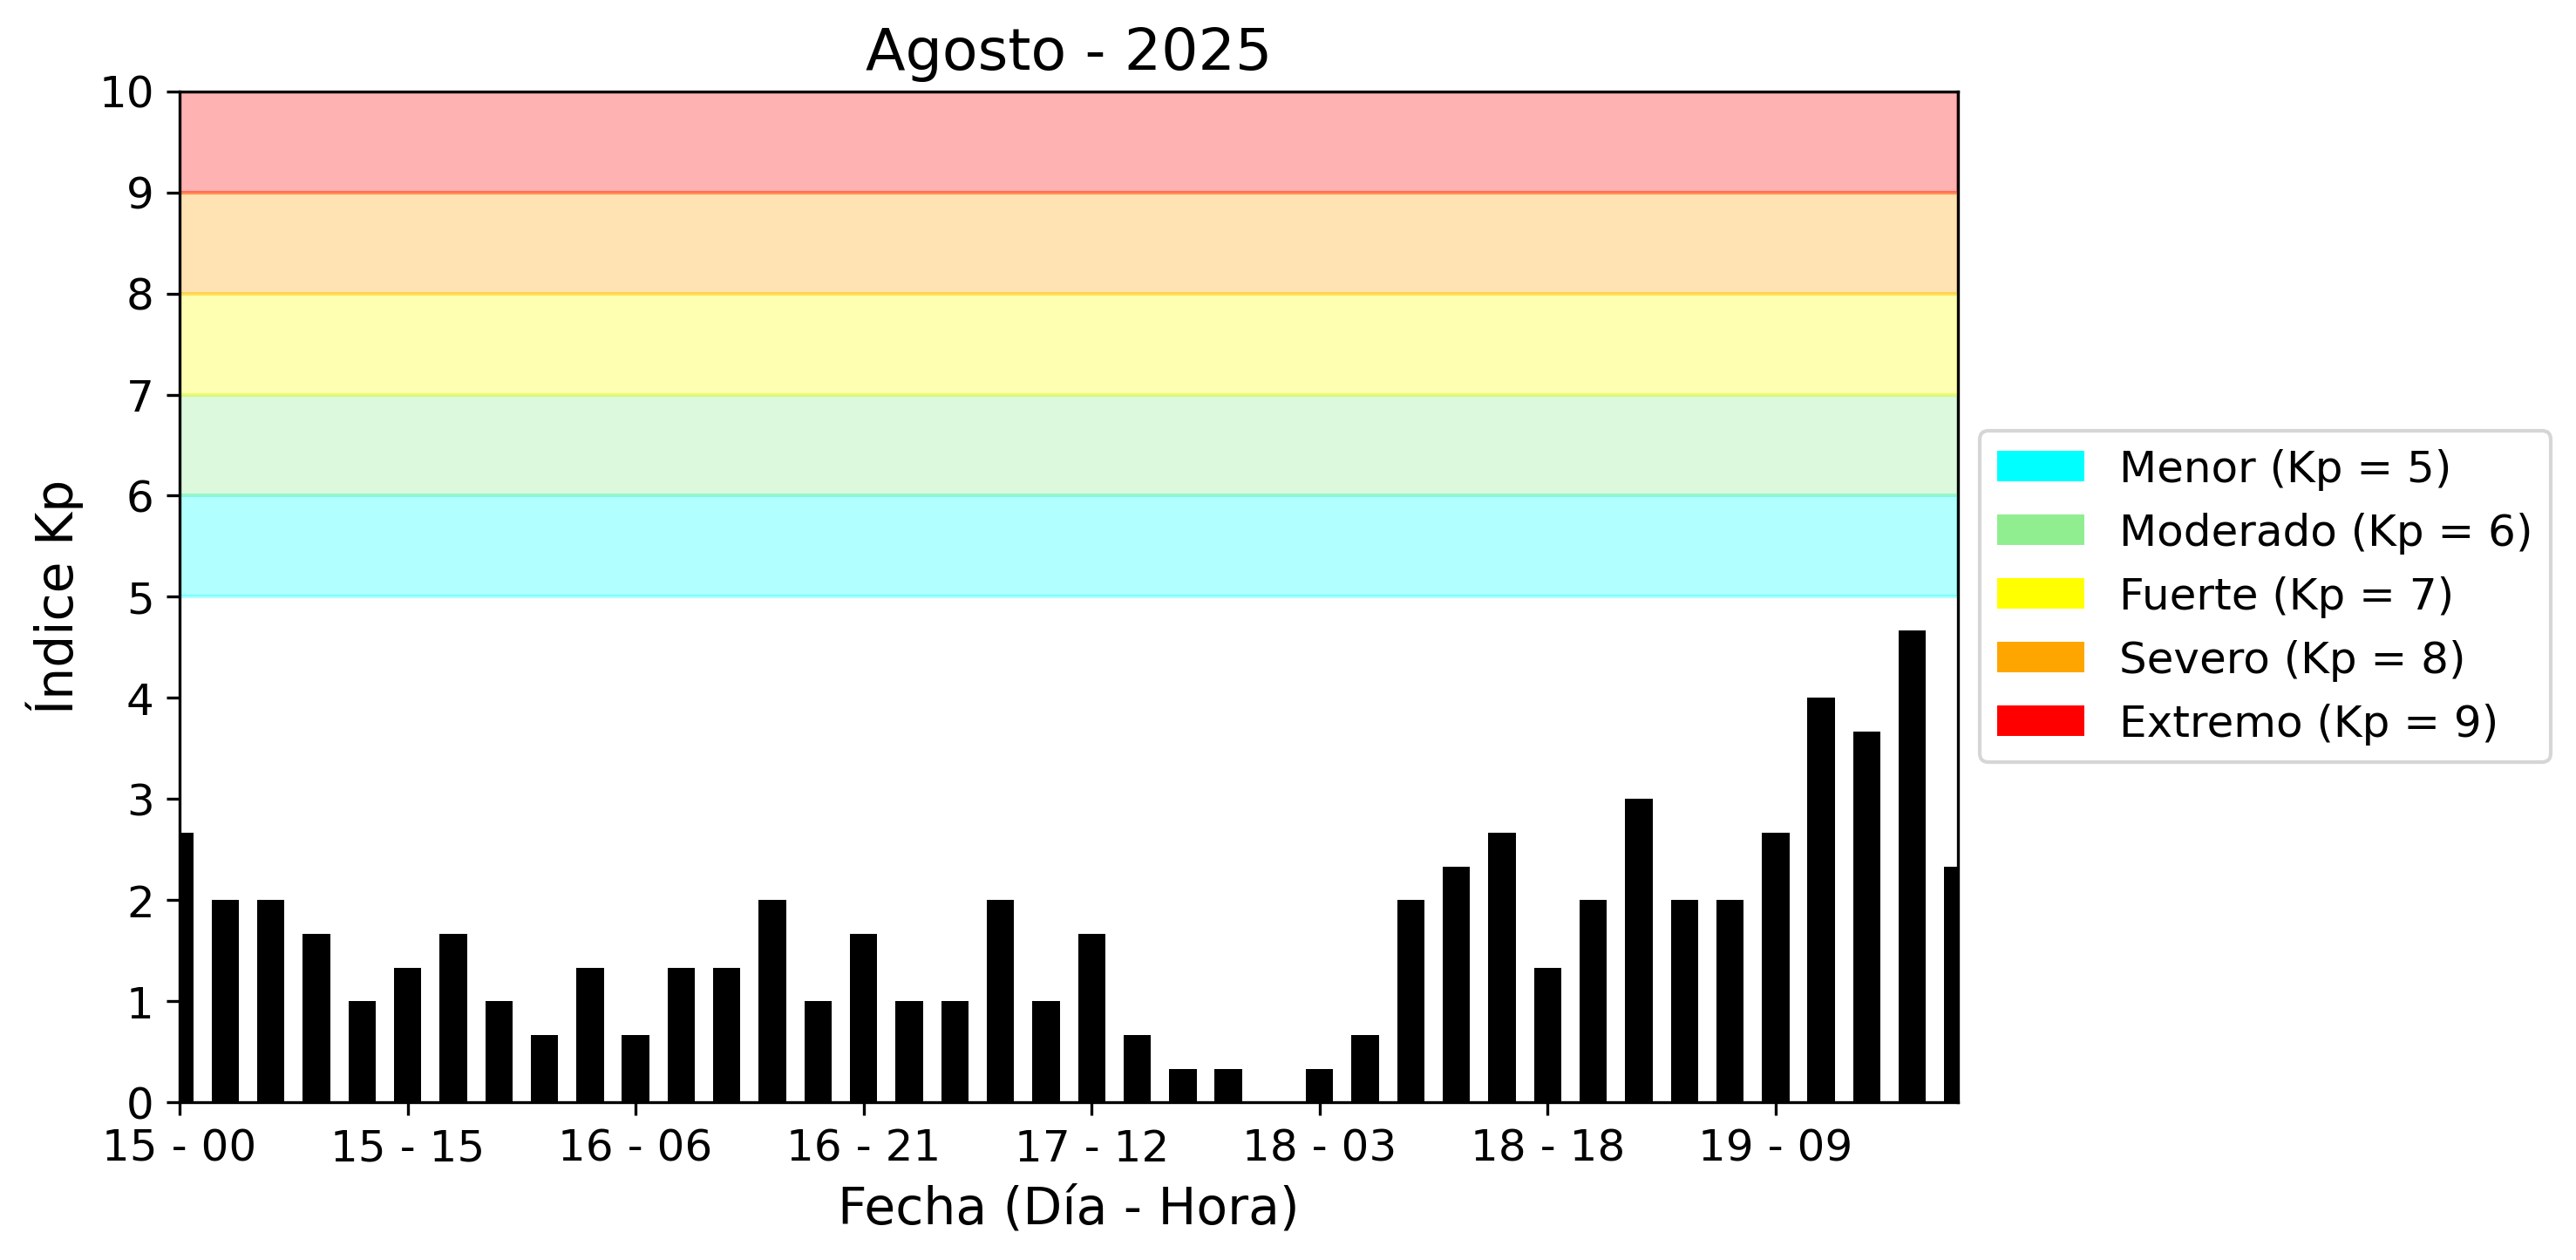 Agosto - 2025
10
9
8
7
6
5
4
3
2
1
0
Índice Kp
15 - 00
15 - 15
16 - 06
16 - 21
17 - 12
18 - 03
18 - 18
19 - 09
Fecha (Día - Hora)
Menor (Kp = 5)
Moderado (Kp = 6)
Fuerte (Kp = 7)
Severo (Kp = 8)
Extremo (Kp = 9)